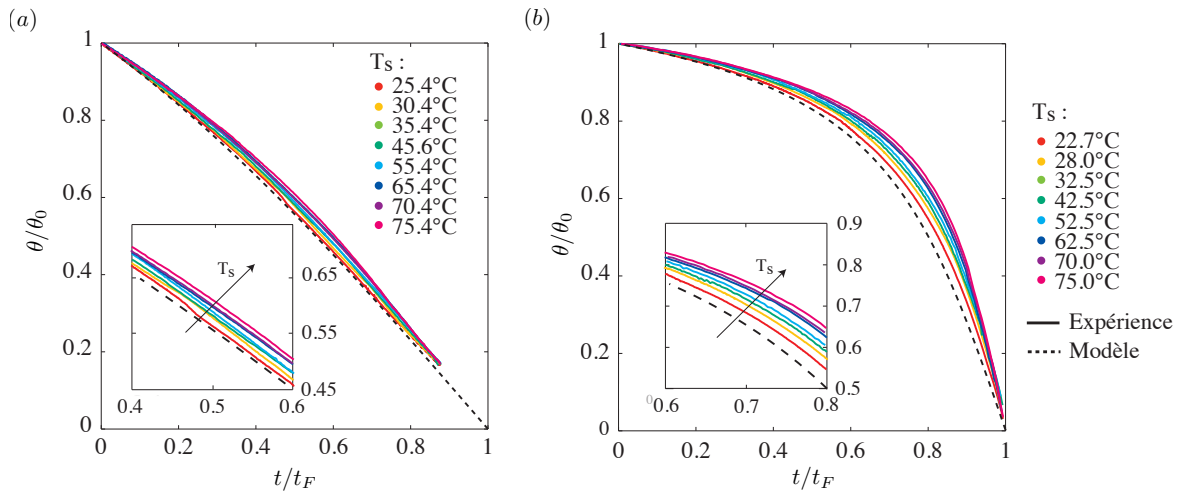 (a)
1
0.8
0.6
0.4
0.2
0
θ/θ0
Ts :
25.4°C
30.4°C
35.4°C
45.6°C
55.4°C
65.4°C
70.4°C
75.4°C
Ts
0.65
0.55
0.45
0.4 0.5 0.6
0 0.2 0.4 0.6 0.8 1
t/tF
(b)
1
0.8
0.6
0.4
0.2
0
θ/θ0
Ts
0.9
0.8
0.7
0.6
0.5
0
0.6 0.7 0.8
0 0.2 0.4 0.6 0.8 1
t/tF
Ts :
22.7°C
28.0°C
32.5°C
42.5°C
52.5°C
62.5°C
70.0°C
75.0°C
Expérience
Modèle